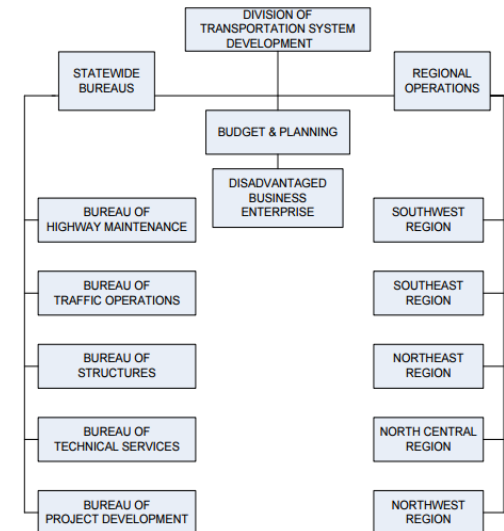 DIVISION OF
TRANSPORTATION SYSTEM
DEVELOPMENT
STATEWIDE
BUREAUS
REGIONAL
OPERATIONS
BUDGET & PLANNING
DISADVANTAGED
BUSINESS
ENTERPRISE
BUREAU OF
HIGHWAY MAINTENANCE
BUREAU OF
TRAFFIC OPERATIONS
BUREAU OF
STRUCTURES
BUREAU OF
TECHNICAL SERVICES
BUREAU OF
PROJECT DEVELOPMENT
SOUTHWEST
REGION
SOUTHEAST
REGION
NORTHEAST
REGION
NORTH CENTRAL
REGION
NORTHWEST
REGION